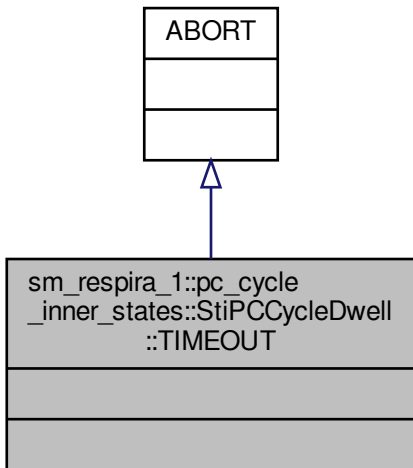 ABORT
sm_respira_1::pc_cycle
_inner_states::StiPCCycleDwell
::TIMEOUT